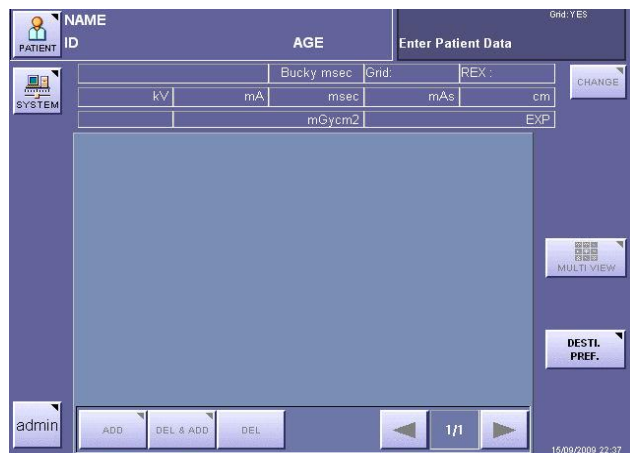 NAME
Grid:YES
PATIENT
ID
AGE
Enter Patient Data
Bucky msec
Grid:
REX :
CHANGE
SYSTEM
kV
mA
msec
mAs
cm
mGycm2
EXP
MULTI VIEW
DESTI.
PREF.
admin
ADD
DEL & ADD
DEL
1/1
15/09/2009 22:37